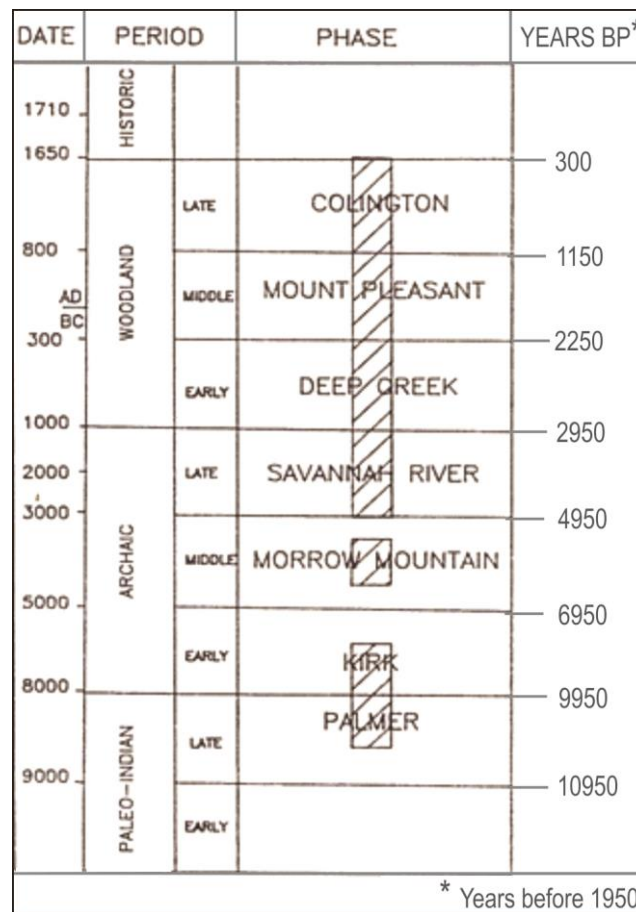 DATE PERIOD PHASE YEARS BP*
HISTORIC
1710
1650 300
WOODLAND
LATE COLINGTON
800 1150
AD MIDDLE MOUNT PLEASANT
BC
300 2250
EARLY DEEP CREEK
1000 2950
ARCHAIC
2000 LATE SAVANNAH RIVER
3000 4950
MIDDLE MORROW MOUNTAIN
5000 6950
EARLY KIRK
8000 9950
PALEO-INDIAN
LATE PALMER
9000 10950
EARLY
* Years before 1950